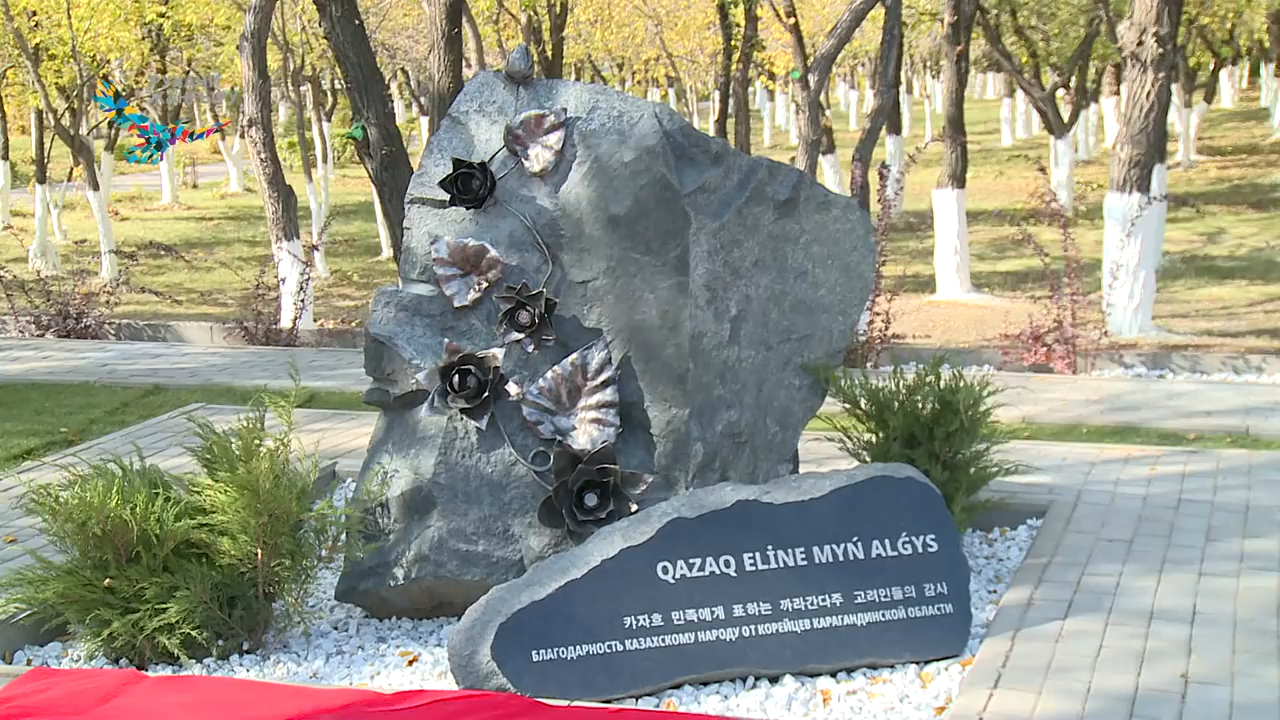 QAZAQ ELİNE MYŃ ALǴYS
카자흐 민족에게 표하는 까라간다주 고려인들의 감사
БЛАГОДАРНОСТЬ КАЗАХСКОМУ НАРОДУ ОТ КОРЕЙЦЕВ КАРАГАНДИНСКОЙ ОБЛАСТИ